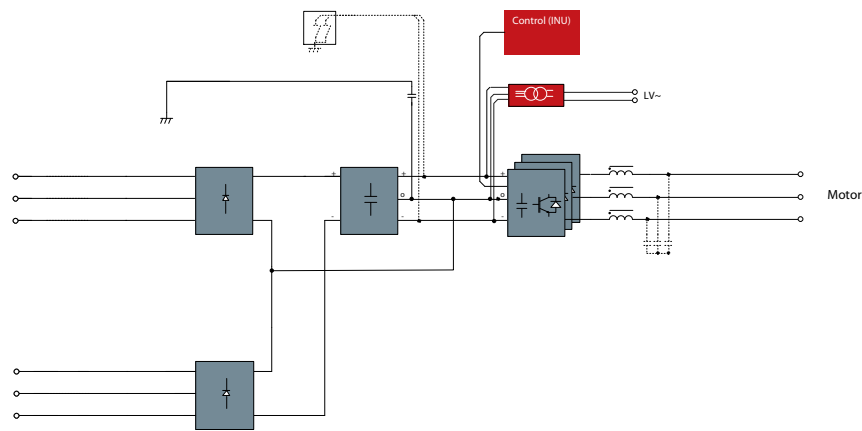 Control (INU)
LV~
+
+
+
o
o
-
-
-
Motor